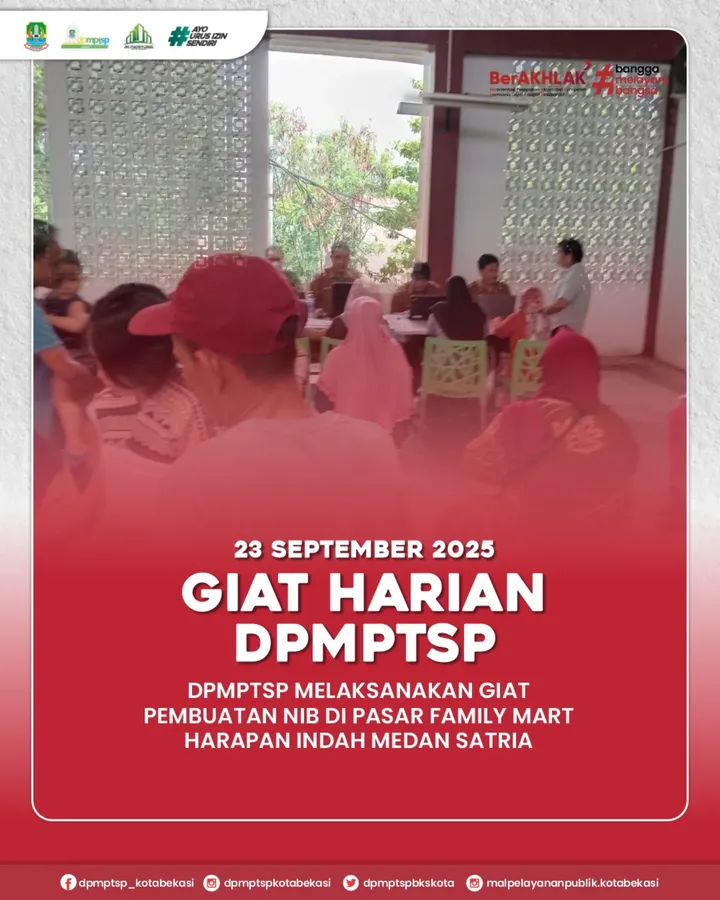 dpmptsp
# AYO
URUS IZIN
SENDIRI
BerAKHLAK
# bangga
melayani
bangsa
23 SEPTEMBER 2025
GIAT HARIAN
DPMPTSP
DPMPTSP MELAKSANAKAN GIAT
PEMBUATAN NIB DI PASAR FAMILY MART
HARAPAN INDAH MEDAN SATRIA
dpmptsp_kotabekasi dpmptspkotabekasi dpmptspbkskota malpelayananpublik.kotabekasi